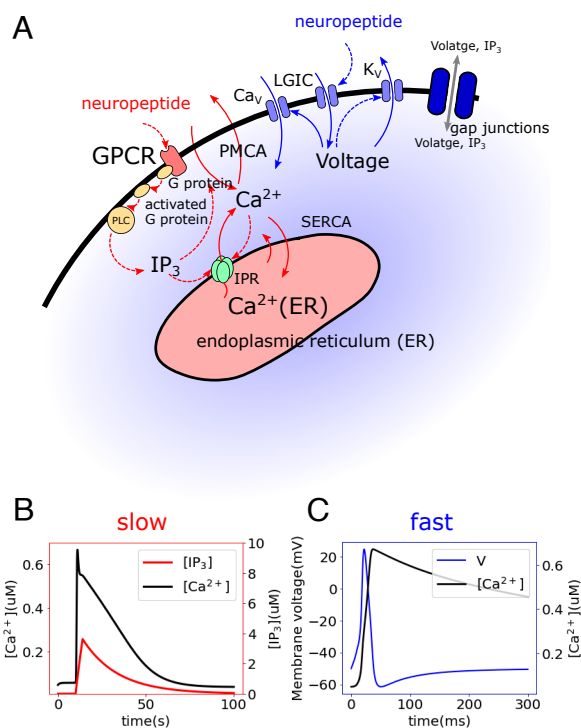 A
neuropeptide
Volatge, IP₃
LGIC
K_V
Ca_V
neuropeptide
Volatge, IP₃
gap junctions
PMCA
GPCR
Voltage
G protein
activated
G protein
Ca²⁺
PLC
SERCA
IP₃
IPR
Ca²⁺(ER)
endoplasmic reticulum (ER)
B
slow
[IP₃]
[Ca²⁺]
[Ca²⁺](uM)
0.6
0.4
0.2
10
8
6
4
2
0
[IP₃](uM)
0
50
100
time(s)
C
fast
V
[Ca²⁺]
Membrane voltage(mV)
20
0
−20
−40
−60
0.6
0.4
0.2
[Ca²⁺](uM)
0
100
200
300
time(ms)